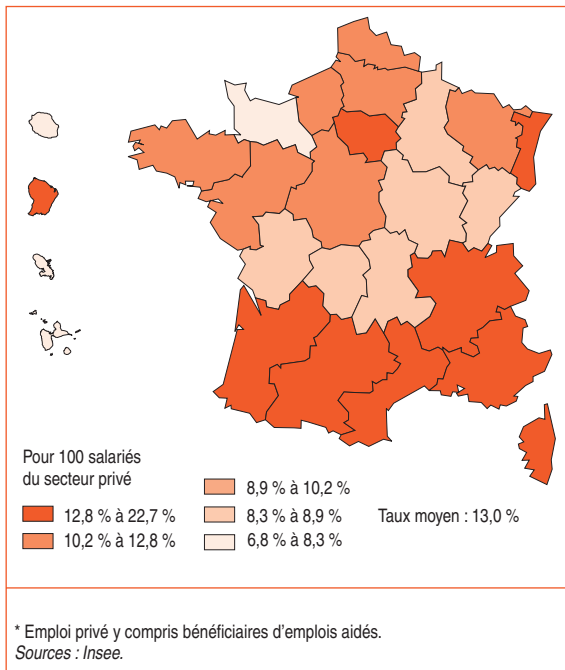 Pour 100 salariés
du secteur privé
12,8 % à 22,7 %
10,2 % à 12,8 %
8,9 % à 10,2 %
8,3 % à 8,9 %
6,8 % à 8,3 %
Taux moyen : 13,0 %
* Emploi privé y compris bénéficiaires d'emplois aidés.
Sources : Insee.